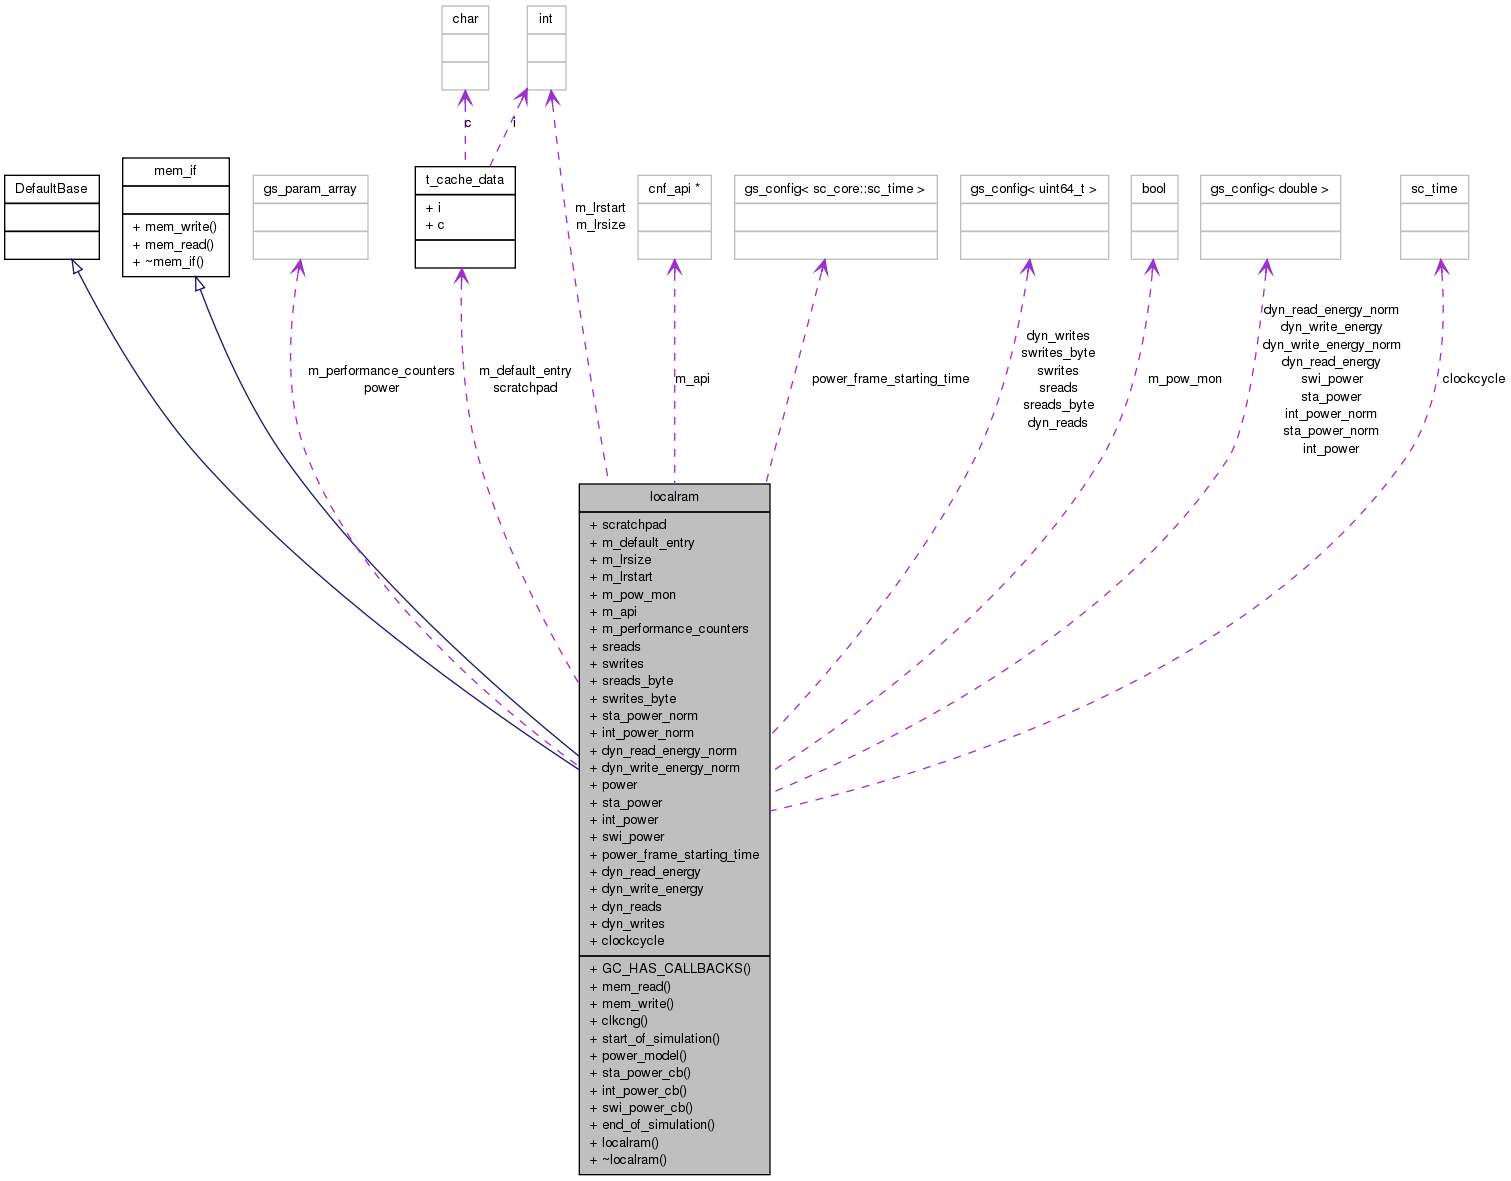 char
int
c
i
DefaultBase
mem_if
+ mem_write()
+ mem_read()
+ ~mem_if()
gs_param_array
t_cache_data
+ i
+ c
m_lrstart
m_lrsize
cnf_api *
gs_config< sc_core::sc_time >
gs_config< uint64_t >
bool
gs_config< double >
sc_time
m_performance_counters
power
m_default_entry
scratchpad
m_api
power_frame_starting_time
dyn_writes
swrites_byte
swrites
sreads
sreads_byte
dyn_reads
m_pow_mon
dyn_read_energy_norm
dyn_write_energy
dyn_write_energy_norm
dyn_read_energy
swi_power
sta_power
int_power_norm
sta_power_norm
int_power
clockcycle
localram
+ scratchpad
+ m_default_entry
+ m_lrsize
+ m_lrstart
+ m_pow_mon
+ m_api
+ m_performance_counters
+ sreads
+ swrites
+ sreads_byte
+ swrites_byte
+ sta_power_norm
+ int_power_norm
+ dyn_read_energy_norm
+ dyn_write_energy_norm
+ power
+ sta_power
+ int_power
+ swi_power
+ power_frame_starting_time
+ dyn_read_energy
+ dyn_write_energy
+ dyn_reads
+ dyn_writes
+ clockcycle
+ GC_HAS_CALLBACKS()
+ mem_read()
+ mem_write()
+ clkcng()
+ start_of_simulation()
+ power_model()
+ sta_power_cb()
+ int_power_cb()
+ swi_power_cb()
+ end_of_simulation()
+ localram()
+ ~localram()